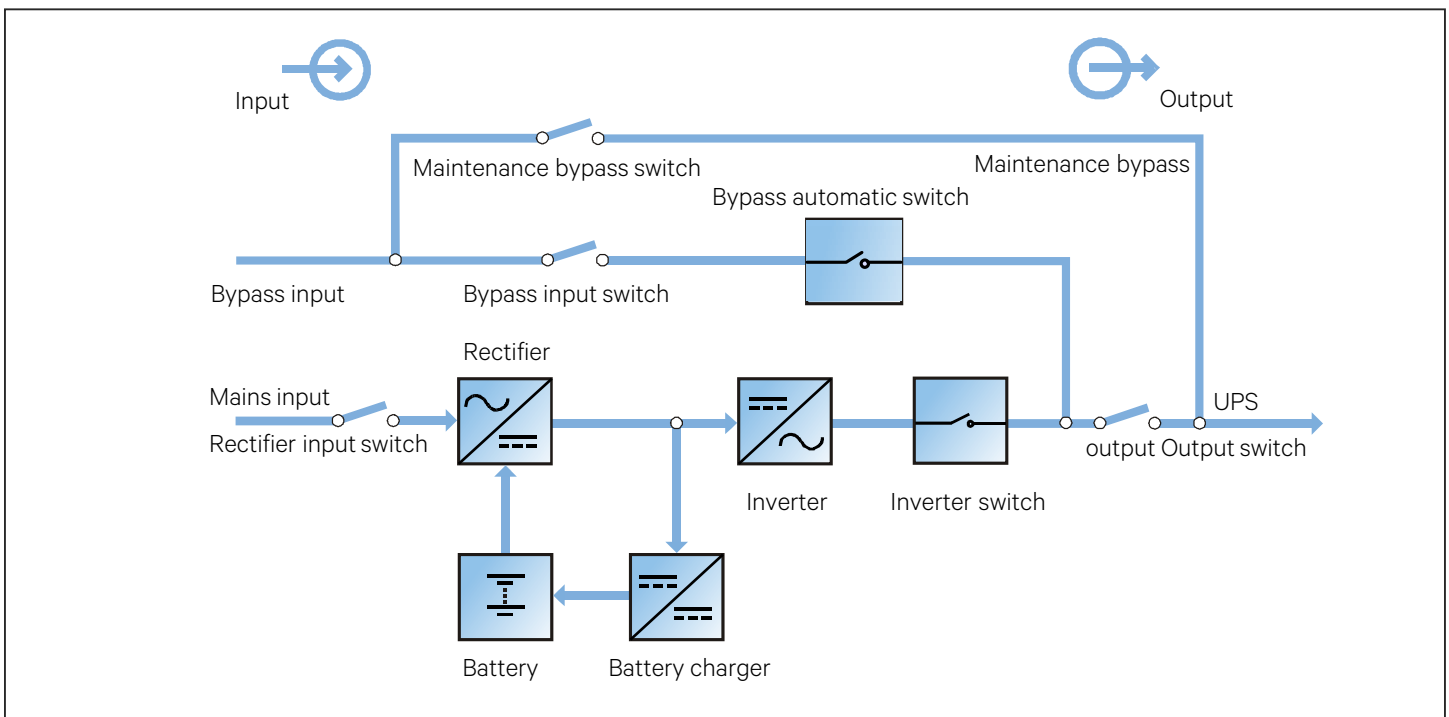 Input
Output
Maintenance bypass switch
Maintenance bypass
Bypass automatic switch
Bypass input
Bypass input switch
Rectifier
Mains input
UPS
Rectifier input switch
output Output switch
Inverter
Inverter switch
Battery
Battery charger